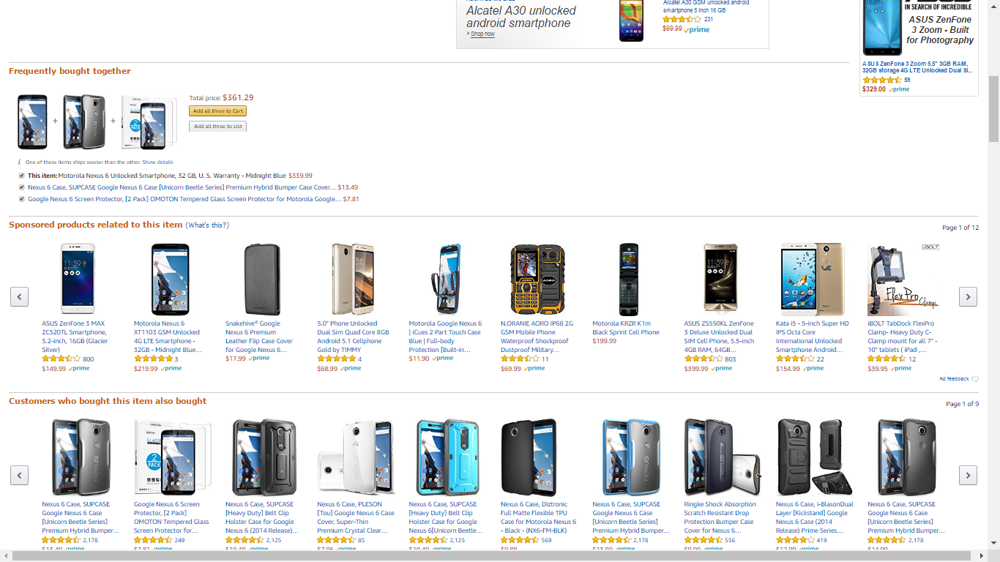 Alcatel A30 unlocked
android smartphone
› Shop now
Alcatel A30 GSM unlocked android
smartphone 5 inch 16 GB
231
$99.99 prime
IN SEARCH OF INCREDIBLE
ASUS ZenFone
3 Zoom - Built
for Photography
ASUS ZenFone 3 Zoom 5.5" 3GB RAM,
32GB storage 4G LTE Unlocked Dual SI...
59
$329.00 prime
Frequently bought together
+
+
Total price: $361.29
Add all three to Cart
Add all three to List
i One of these items ships sooner than the other. Show details
This item: Motorola Nexus 6 Unlocked Smartphone, 32 GB, U. S. Warranty - Midnight Blue $339.99
Nexus 6 Case, SUPCASE Google Nexus 6 Case [Unicorn Beetle Series] Premium Hybrid Bumper Case Cover... $13.49
Google Nexus 6 Screen Protector, [2 Pack] OMOTON Tempered Glass Screen Protector for Motorola Google... $7.81
Sponsored products related to this item (What's this?)
Page 1 of 12
ASUS ZenFone 3 MAX
ZC520TL Smartphone,
5.2-inch, 16GB (Glacier
Silver)
800
$149.99 prime
Motorola Nexus 6
XT1103 GSM Unlocked
4G LTE Smartphone -
32GB - Midnight Blue...
3
$219.99 prime
Snakehive® Google
Nexus 6 Premium
Leather Flip Case Cover
for Google Nexus 6...
$17.99 prime
5.0" Phone Unlocked
Dual Sim Quad Core 8GB
Android 5.1 Cellphone
Gold by TIMMY
4
$68.99 prime
Motorola Google Nexus 6
| iCues 2 Part Touch Case
Blue | Full-body
Protection [Built-in...
$11.90 prime
N.ORANIE AORO IP68 2G
GSM Mobile Phone
Waterproof Shockproof
Dustproof Military...
11
$69.99 prime
Motorola KRZR K1m
Black Sprint Cell Phone
$199.99
ASUS ZS550KL ZenFone
3 Deluxe Unlocked Dual
SIM Cell Phone, 5.5-inch
4GB RAM, 64GB...
803
$399.99 prime
Kata i5 - 5-inch Super HD
IPS Octa Core
International Unlocked
Smartphone Android...
22
$154.99 prime
iBOLT
FlexPro
Clamp
iBOLT TabDock FlexPro
Clamp- Heavy Duty C-
Clamp mount for all 7" -
10" tablets ( iPad ,...
12
$39.95 prime
Ad feedback
Customers who bought this item also bought
Page 1 of 9
Nexus 6 Case, SUPCASE
Google Nexus 6 Case
[Unicorn Beetle Series]
Premium Hybrid Bumper...
2,178
Google Nexus 6 Screen
Protector, [2 Pack]
OMOTON Tempered Glass
Screen Protector for...
249
Nexus 6 Case, SUPCASE
[Heavy Duty] Belt Clip
Holster Case for Google
Nexus 6 (2014 Release)...
2,125
Nexus 6 Case, PLESON
[Tou] Google Nexus 6 Case
Cover, Super-Thin
Premium Crystal Clear...
85
Nexus 6 Case, SUPCASE
[Heavy Duty] Belt Clip
Holster Case for Google
Nexus 6[Unicorn Beetle...
2,125
Nexus 6 Case, Diztronic
Full Matte Flexible TPU
Case for Motorola Nexus 6
- Black - (NX6-FM-BLK)
569
Nexus 6 Case, SUPCASE
Google Nexus 6 Case
[Unicorn Beetle Series]
Premium Hybrid Bumper...
2,178
Ringke Shock Absorption
Scratch Resistant Drop
Protection Bumper Case
Cover for Nexus 6...
556
Nexus 6 Case, i-BlasonDual
Layer [Kickstand] Google
Nexus 6 Case (2014
Release) Prime Series...
419
Nexus 6 Case, SUPCASE
Google Nexus 6 Case
[Unicorn Beetle Series]
Premium Hybrid Bumper...
2,178